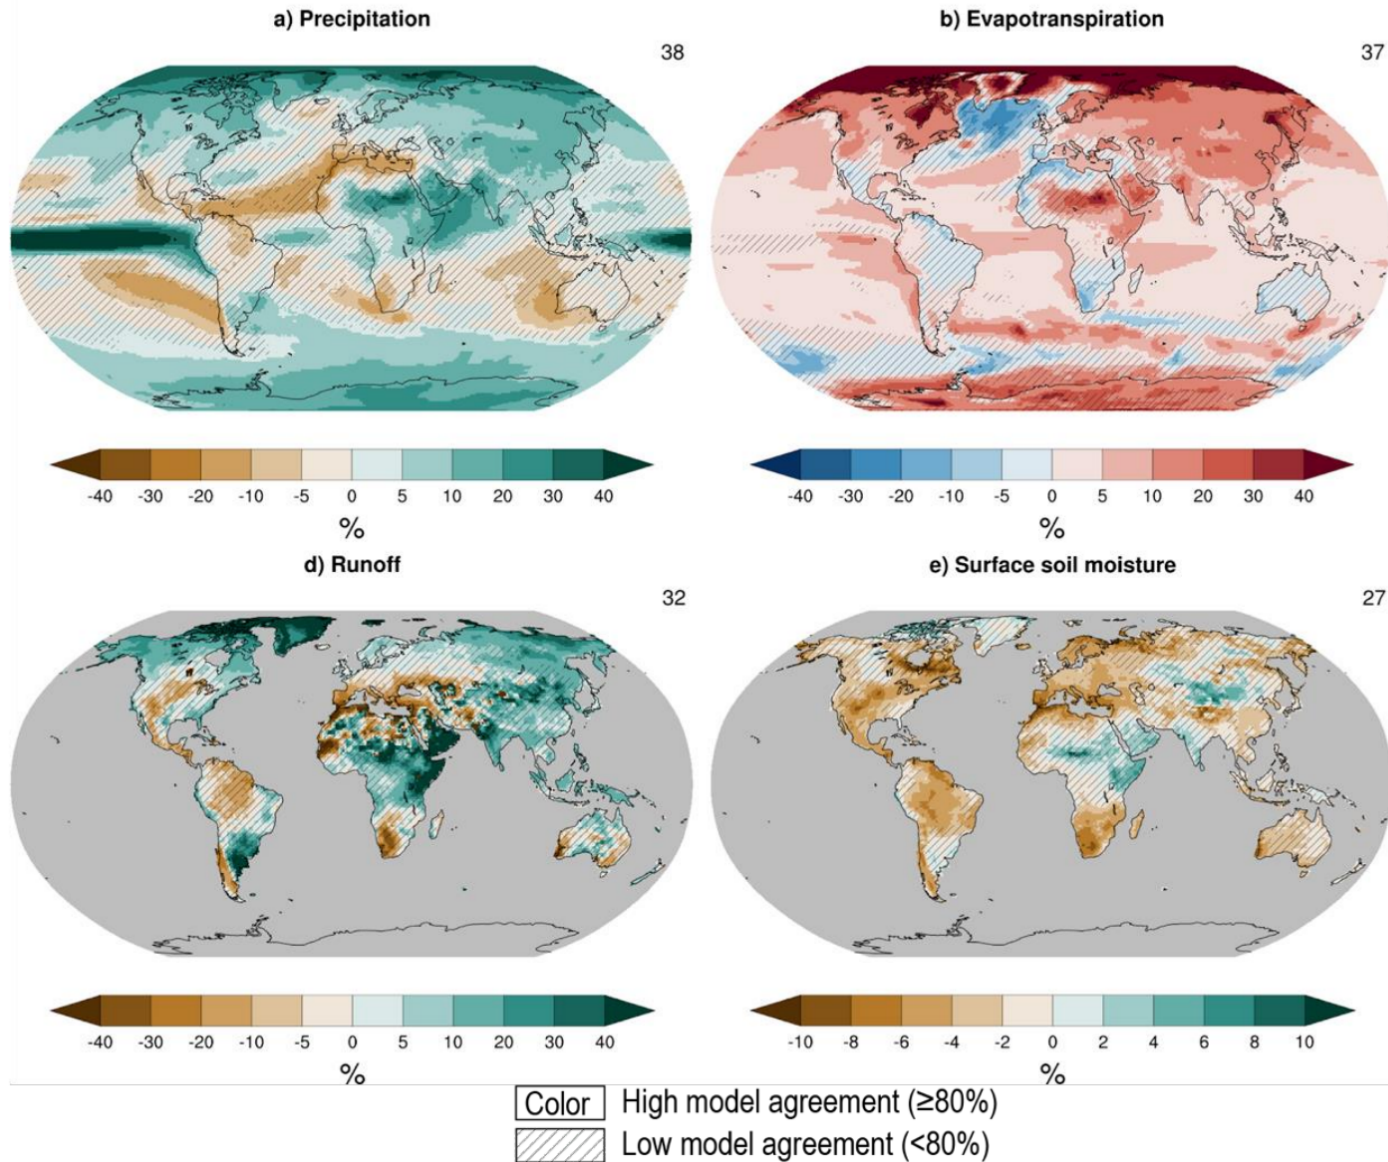 a) Precipitation
38
b) Evapotranspiration
37
-40 -30 -20 -10 -5 0 5 10 20 30 40
%
-40 -30 -20 -10 -5 0 5 10 20 30 40
%
d) Runoff
32
e) Surface soil moisture
27
-40 -30 -20 -10 -5 0 5 10 20 30 40
%
-10 -8 -6 -4 -2 0 2 4 6 8 10
%
Color High model agreement (≥80%)
Low model agreement (<80%)